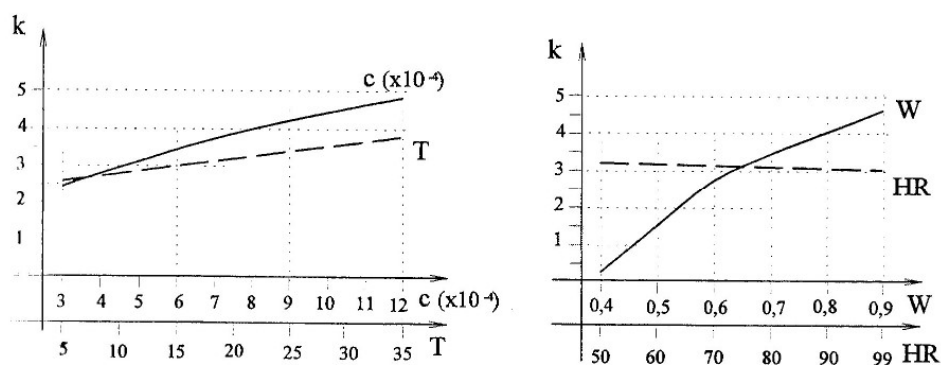 k
5
4
3
2
1
c (x10⁻⁴)
T
3 4 5 6 7 8 9 10 11 12 c (x10⁻⁴)
5 10 15 20 25 30 35 T
k
5
4
3
2
1
W
HR
0,4 0,5 0,6 0,7 0,8 0,9 W
50 60 70 80 90 99 HR